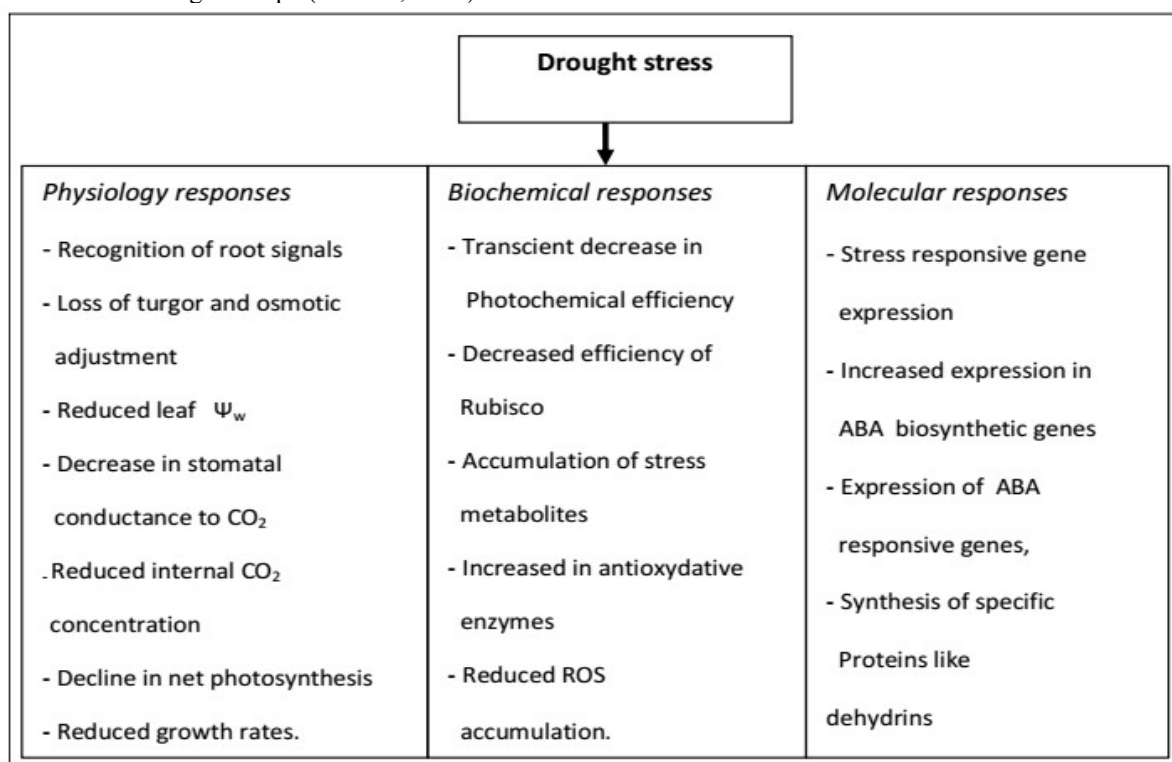 Drought stress
Physiology responses
- Recognition of root signals
- Loss of turgor and osmotic
adjustment
- Reduced leaf Ψw
- Decrease in stomatal
conductance to CO₂
.Reduced internal CO₂
concentration
- Decline in net photosynthesis
- Reduced growth rates.
Biochemical responses
- Transcient decrease in
Photochemical efficiency
- Decreased efficiency of
Rubisco
- Accumulation of stress
metabolites
- Increased in antioxydative
enzymes
- Reduced ROS
accumulation.
Molecular responses
- Stress responsive gene
expression
- Increased expression in
ABA biosynthetic genes
- Expression of ABA
responsive genes,
- Synthesis of specific
Proteins like
dehydrins